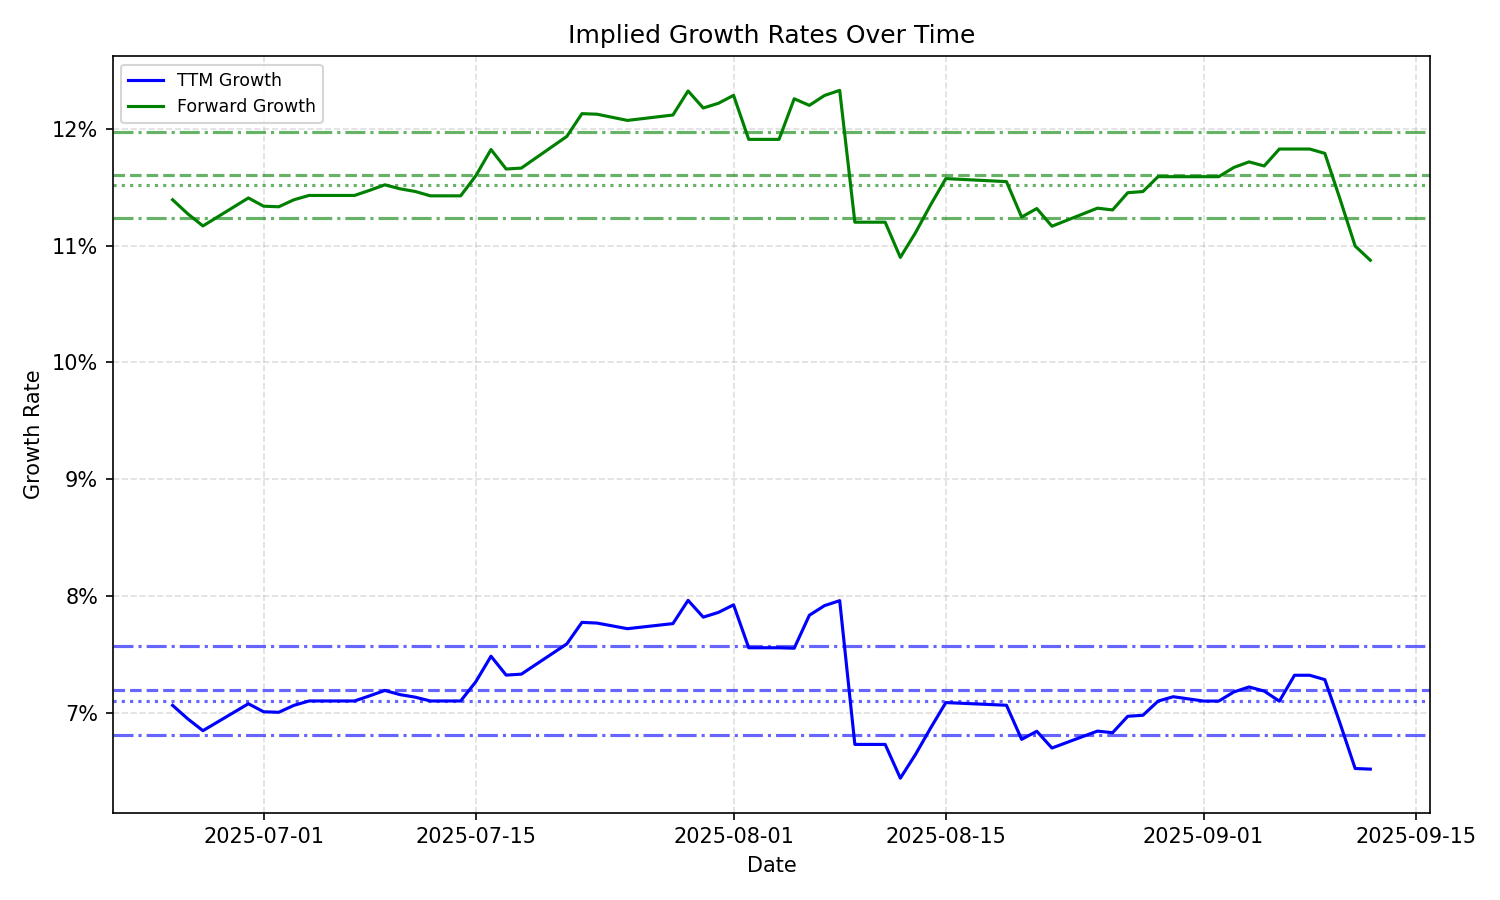 Implied Growth Rates Over Time
TTM Growth
Forward Growth
12%
11%
10%
9%
8%
7%
Growth Rate
2025-07-01
2025-07-15
2025-08-01
2025-08-15
2025-09-01
2025-09-15
Date